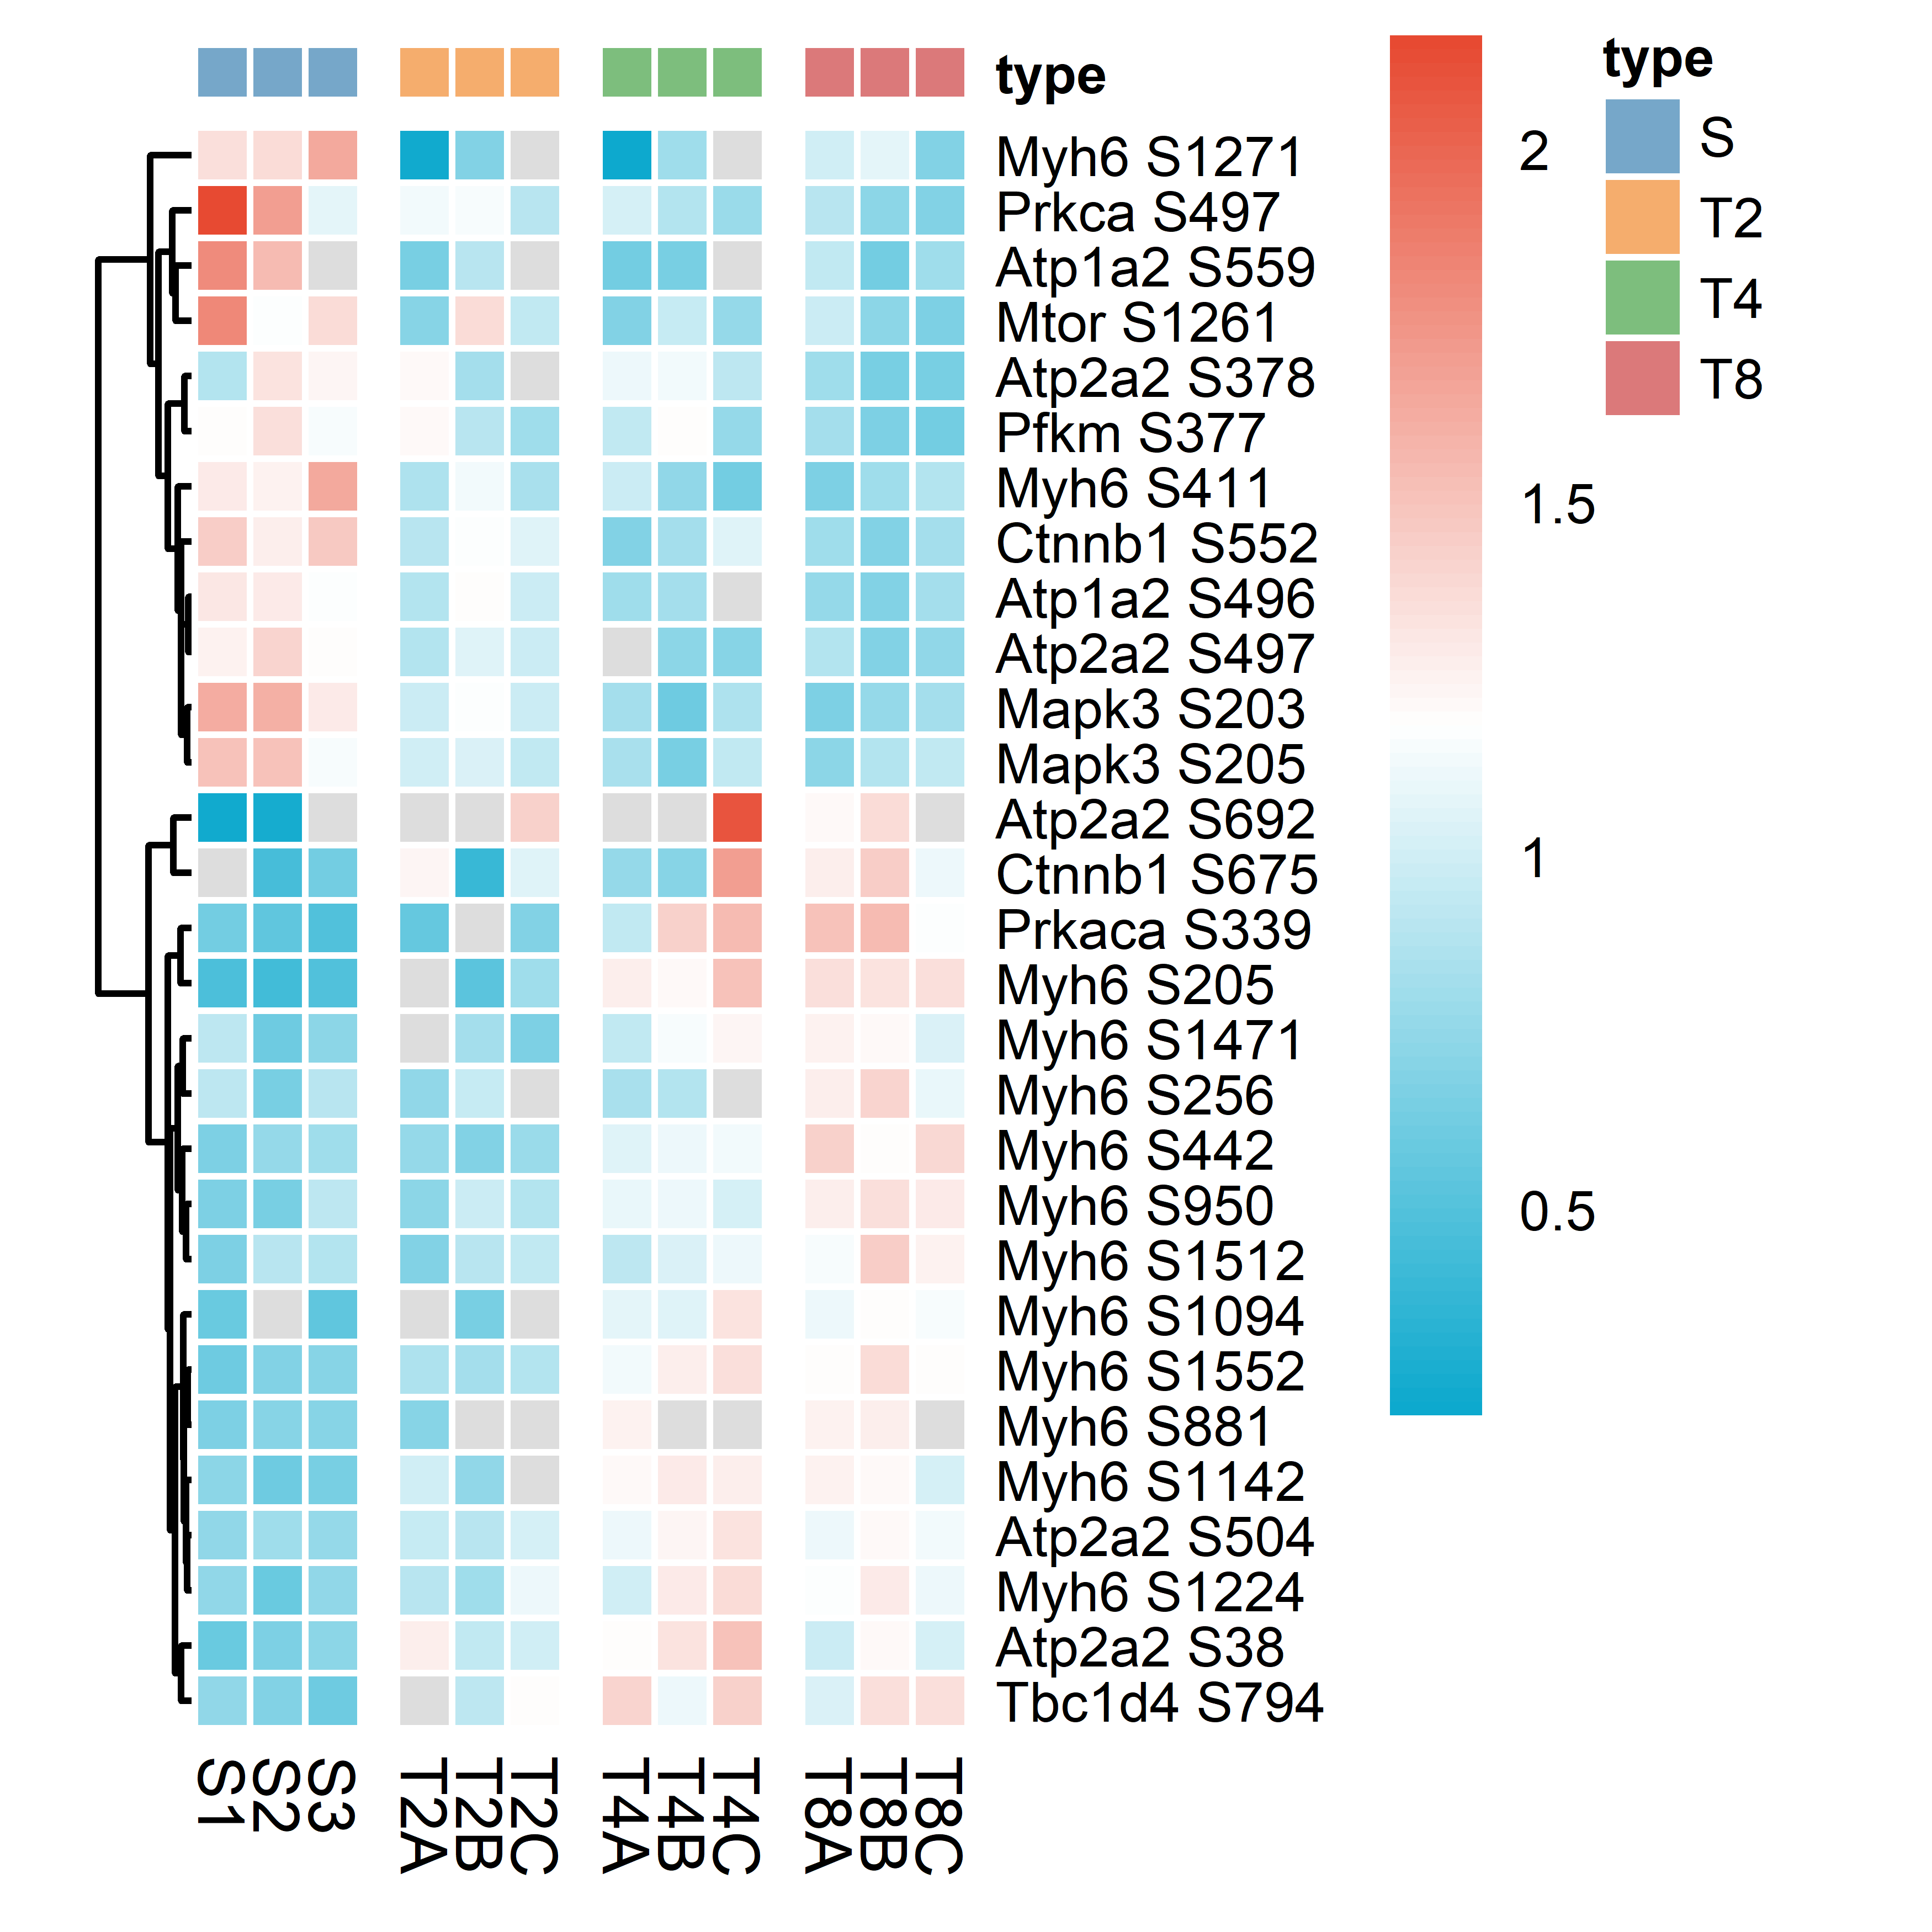 type
Myh6 S1271
Prkca S497
Atp1a2 S559
Mtor S1261
Atp2a2 S378
Pfkm S377
Myh6 S411
Ctnnb1 S552
Atp1a2 S496
Atp2a2 S497
Mapk3 S203
Mapk3 S205
Atp2a2 S692
Ctnnb1 S675
Prkaca S339
Myh6 S205
Myh6 S1471
Myh6 S256
Myh6 S442
Myh6 S950
Myh6 S1512
Myh6 S1094
Myh6 S1552
Myh6 S881
Myh6 S1142
Atp2a2 S504
Myh6 S1224
Atp2a2 S38
Tbc1d4 S794
S1
S2
S3
T2A
T2B
T2C
T4A
T4B
T4C
T8A
T8B
T8C
2
1.5
1
0.5
type
S
T2
T4
T8